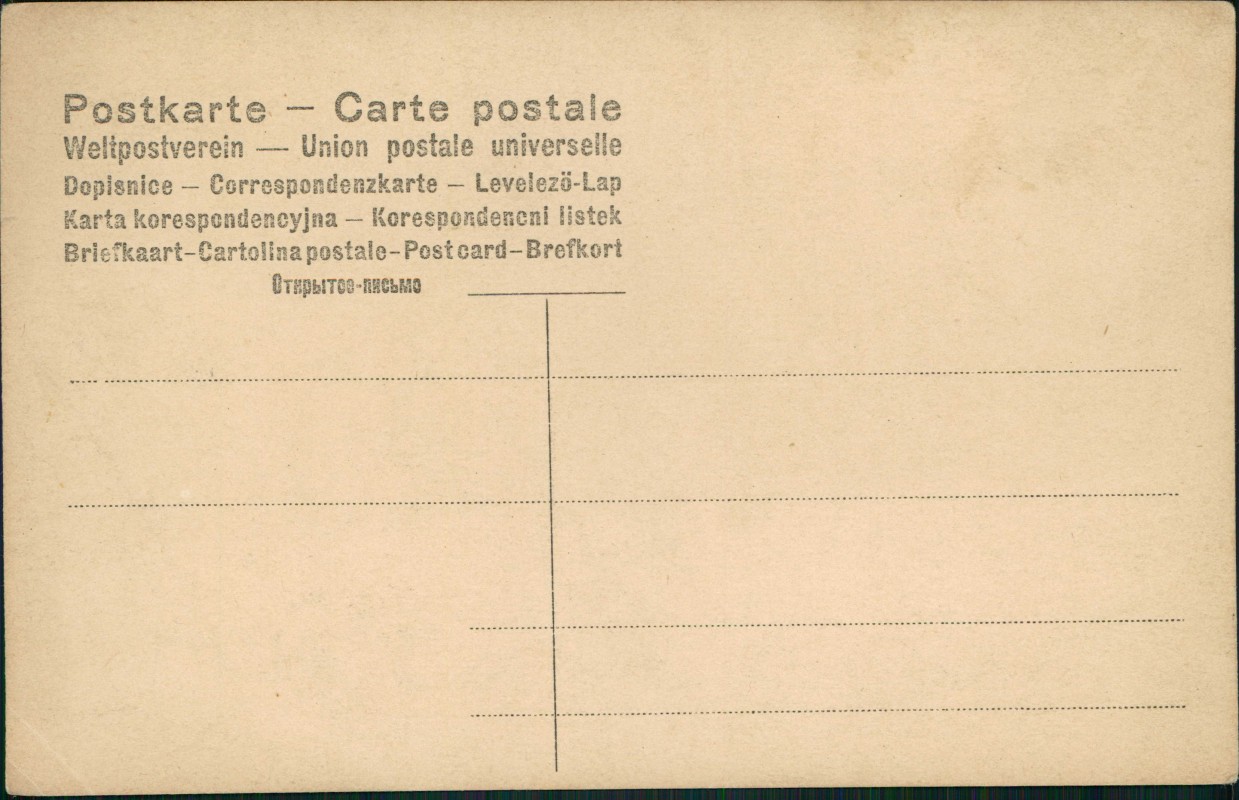 Postkarte — Carte postale
Weltpostverein — Union postale universelle
Dopisnice — Correspondenzkarte — Levelezö-Lap
Karta korespondencyjna — Korespondencni listek
Briefkaart-Cartolina postale-Post card-Brefkort
Открытое-письмо